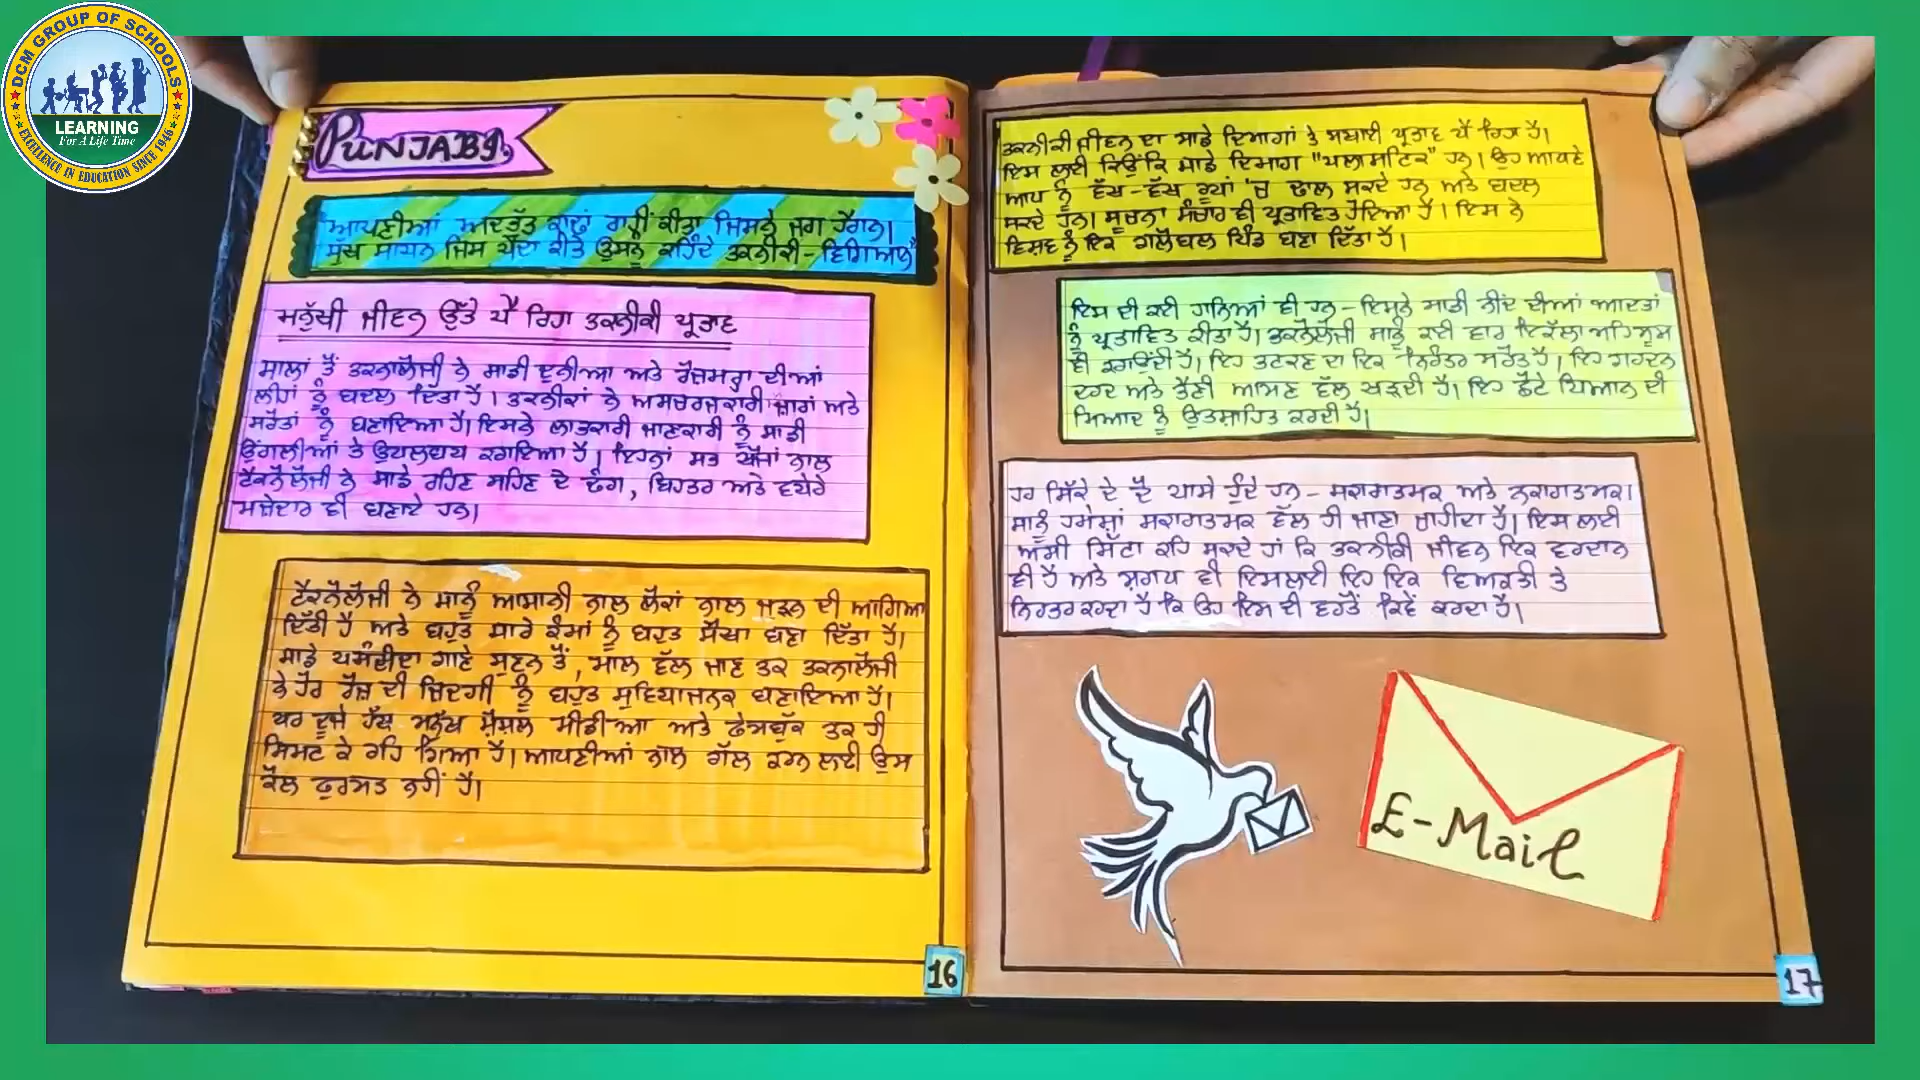 DCM GROUP OF SCHOOLS
LEARNING
For A Life Time
EXCELLENCE IN EDUCATION SINCE 1946
PUNJABI
ਆਪਣੀਆਂ ਅਦਭੁੱਤ ਕਾਢਾਂ ਰਾਹੀਂ ਕੀਤਾ ਜਿਸਨੇ ਜਗ ਹੈਰਾਨ।
ਸੁੱਖ ਸਾਧਨ ਜਿਸ ਪੈਦਾ ਕੀਤੇ ਉਸਨੂੰ ਕਹਿੰਦੇ ਤਕਨੀਕੀ-ਵਿਗਿਆਨ
ਮਨੁੱਖੀ ਜੀਵਨ ਉੱਤੇ ਪੈ ਰਿਹਾ ਤਕਨੀਕੀ ਪ੍ਰਭਾਵ
ਸਾਲਾਂ ਤੋਂ ਤਕਨਾਲੋਜੀ ਨੇ ਸਾਡੀ ਦੁਨੀਆ ਅਤੇ ਰੋਜ਼ਮਰ੍ਹਾ ਦੀਆਂ
ਲੀਹਾਂ ਨੂੰ ਬਦਲ ਦਿੱਤਾ ਹੈ। ਤਕਨੀਕਾਂ ਨੇ ਅਸਚਰਜਕਾਰੀ ਜਾਗਾਂ ਅਤੇ
ਸਰੋਤਾਂ ਨੂੰ ਬਣਾਇਆ ਹੈ। ਇਸਨੇ ਲਾਭਕਾਰੀ ਜਾਣਕਾਰੀ ਨੂੰ ਸਾਡੀ
ਉਂਗਲੀਆਂ ਤੇ ਉਪਲਬਧ ਕਰਾਇਆ ਹੈ। ਇਹਨਾਂ ਸਭ ਚੀਜਾਂ ਨਾਲ
ਟੈਕਨੋਲੋਜੀ ਨੇ ਸਾਡੇ ਰਹਿਣ ਸਹਿਣ ਦੇ ਢੰਗ, ਬਿਹਤਰ ਅਤੇ ਵਧੇਰੇ
ਮਜ਼ੇਦਾਰ ਵੀ ਬਣਾਏ ਹਨ।
ਟੈਕਨੋਲੋਜੀ ਨੇ ਸਾਨੂੰ ਆਸਾਨੀ ਨਾਲ ਲੋਕਾਂ ਨਾਲ ਜੁੜਨ ਦੀ ਆਗਿਆ
ਦਿੱਤੀ ਹੈ ਅਤੇ ਬਹੁਤ ਸਾਰੇ ਕੰਮਾਂ ਨੂੰ ਬਹੁਤ ਸੌਖਾ ਬਣਾ ਦਿੱਤਾ ਹੈ।
ਸਾਡੇ ਪਸੰਦੀਦਾ ਗਾਣੇ ਸੁਣਨ ਤੋਂ, ਮਾਲ ਵੱਲ ਜਾਣ ਤਕ ਤਕਨਾਲੋਜੀ
ਨੇ ਹਰ ਰੋਜ਼ ਦੀ ਜ਼ਿੰਦਗੀ ਨੂੰ ਬਹੁਤ ਸੁਵਿਧਾਜਨਕ ਬਣਾਇਆ ਹੈ।
ਪਰ ਦੂਜੇ ਹੱਥ ਮਨੁੱਖ ਸੋਸ਼ਲ ਮੀਡੀਆ ਅਤੇ ਫੇਸਬੁੱਕ ਤਕ ਹੀ
ਸਿਮਟ ਕੇ ਰਹਿ ਗਿਆ ਹੈ। ਆਪਣੀਆਂ ਨਾਲ ਗੱਲ ਕਰਨ ਲਈ ਉਸ
ਕੋਲ ਫੁਰਸਤ ਨਹੀਂ ਹੈ।
16
ਤਕਨੀਕੀ ਜੀਵਨ ਦਾ ਸਾਡੇ ਦਿਮਾਗਾਂ ਤੇ ਸਥਾਈ ਪ੍ਰਭਾਵ ਪੈ ਰਿਹਾ ਹੈ।
ਇਸ ਲਈ ਕਿਉਂਕਿ ਸਾਡੇ ਦਿਮਾਗ "ਪਲਾਸਟਿਕ" ਹਨ। ਉਹ ਆਪਣੇ
ਆਪ ਨੂੰ ਵੱਖ-ਵੱਖ ਰੂਪਾਂ 'ਚ ਢਾਲ ਸਕਦੇ ਹਨ ਅਤੇ ਬਦਲ
ਸਕਦੇ ਹਨ। ਸੂਚਨਾ ਸੰਚਾਰ ਵੀ ਪ੍ਰਭਾਵਿਤ ਹੋਇਆ ਹੈ। ਇਸ ਨੇ
ਵਿਸ਼ਵ ਨੂੰ ਇਕ ਗਲੋਬਲ ਪਿੰਡ ਬਣਾ ਦਿੱਤਾ ਹੈ।
ਇਸ ਦੀ ਕਈ ਹਾਨਿਆਂ ਵੀ ਹਨ - ਇਸਨੇ ਸਾਡੀ ਨੀਂਦ ਦੀਆਂ ਆਦਤਾਂ
ਨੂੰ ਪ੍ਰਭਾਵਿਤ ਕੀਤਾ ਹੈ। ਤਕਨੋਲੋਜੀ ਸਾਨੂੰ ਕਈ ਵਾਰ ਇਕੱਲਾ ਮਹਿਸੂਸ
ਵੀ ਕਰਾਉਂਦੀ ਹੈ। ਇਹ ਭਟਕਣ ਦਾ ਇਕ ਨਿਰੰਤਰ ਸਰੋਤ ਹੈ। ਇਹ ਗਰਦਨ
ਦਰਦ ਅਤੇ ਭੈੜੀ ਆਸਣ ਵੱਲ ਖੜਦੀ ਹੈ। ਇਹ ਛੋਟੇ ਧਿਆਨ ਦੀ
ਮਿਆਦ ਨੂੰ ਉਤਸ਼ਾਹਿਤ ਕਰਦੀ ਹੈ।
ਹਰ ਸਿੱਕੇ ਦੇ ਦੋ ਪਾਸੇ ਹੁੰਦੇ ਹਨ - ਸਕਾਰਾਤਮਕ ਅਤੇ ਨਕਾਰਾਤਮਕ।
ਸਾਨੂੰ ਹਮੇਸ਼ਾਂ ਸਕਾਰਾਤਮਕ ਵੱਲ ਹੀ ਜਾਣਾ ਚਾਹੀਦਾ ਹੈ। ਇਸ ਲਈ
ਅਸੀ ਸਿੱਟਾ ਕਹਿ ਸਕਦੇ ਹਾਂ ਕਿ ਤਕਨੀਕੀ ਜੀਵਨ ਇਕ ਵਰਦਾਨ
ਵੀ ਹੈ ਅਤੇ ਸ਼ਰਾਪ ਵੀ ਇਸਲਈ ਇਹ ਇਕ ਵਿਅਕਤੀ ਤੇ
ਨਿਰਭਰ ਕਰਦਾ ਹੈ ਕਿ ਉਹ ਇਸ ਦੀ ਵਰਤੋਂ ਕਿਵੇਂ ਕਰਦਾ ਹੈ।
E-Mail
17